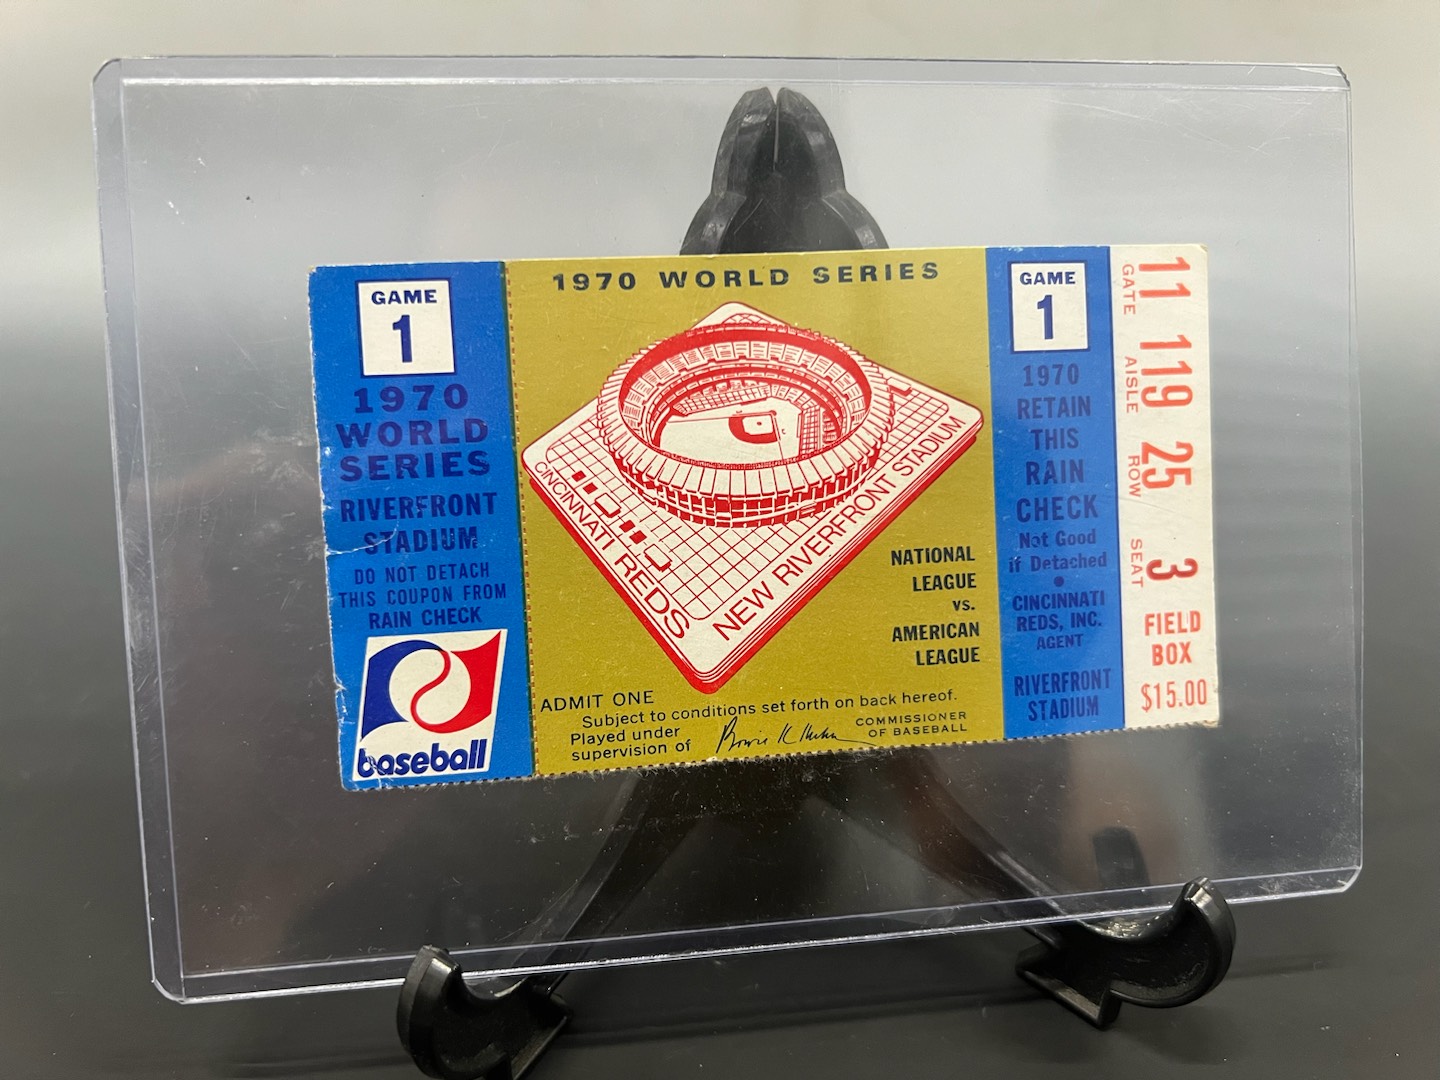 GAME
1
1970
WORLD
SERIES
RIVERFRONT
STADIUM
DO NOT DETACH
THIS COUPON FROM
RAIN CHECK
baseball
1970 WORLD SERIES
CINCINNATI REDS
NEW RIVERFRONT STADIUM
NATIONAL
LEAGUE
vs.
AMERICAN
LEAGUE
ADMIT ONE
Subject to conditions set forth on back hereof.
Played under
supervision of
Bowie K Kuhn
COMMISSIONER
OF BASEBALL
GAME
1
1970
RETAIN
THIS
RAIN
CHECK
Not Good
if Detached
•
CINCINNATI
REDS, INC.
AGENT
RIVERFRONT
STADIUM
11 119 25 3
GATE AISLE ROW SEAT
FIELD
BOX
$15.00